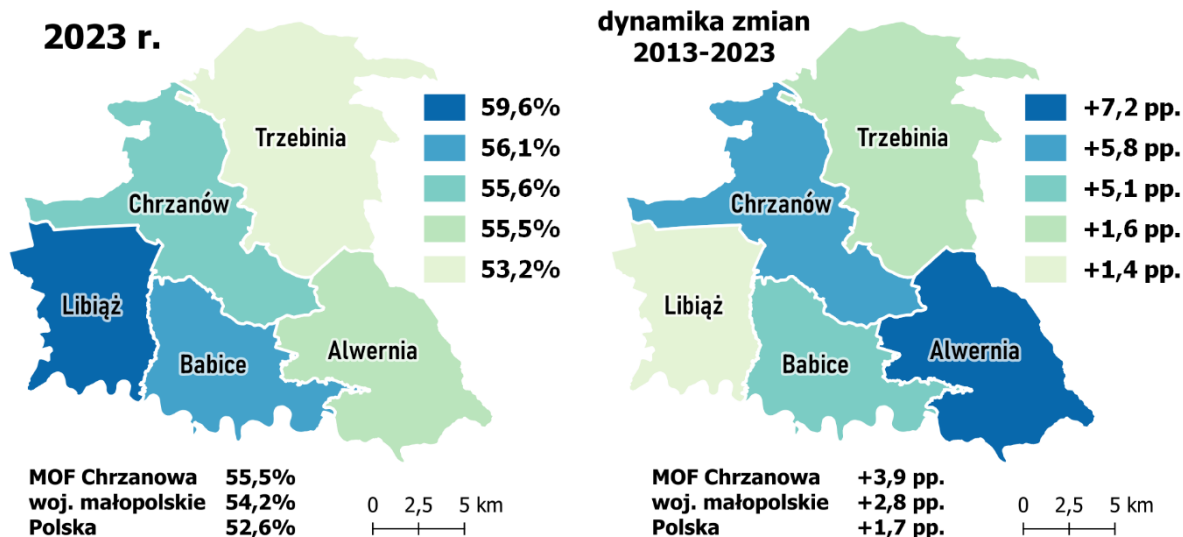 2023 r.
59,6%
56,1%
55,6%
55,5%
53,2%
Trzebinia
Chrzanów
Libiąż
Babice
Alwernia
MOF Chrzanowa 55,5%
woj. małopolskie 54,2%
Polska 52,6%
0 2,5 5 km
dynamika zmian
2013-2023
+7,2 pp.
+5,8 pp.
+5,1 pp.
+1,6 pp.
+1,4 pp.
Trzebinia
Chrzanów
Libiąż
Babice
Alwernia
MOF Chrzanowa +3,9 pp.
woj. małopolskie +2,8 pp.
Polska +1,7 pp.
0 2,5 5 km